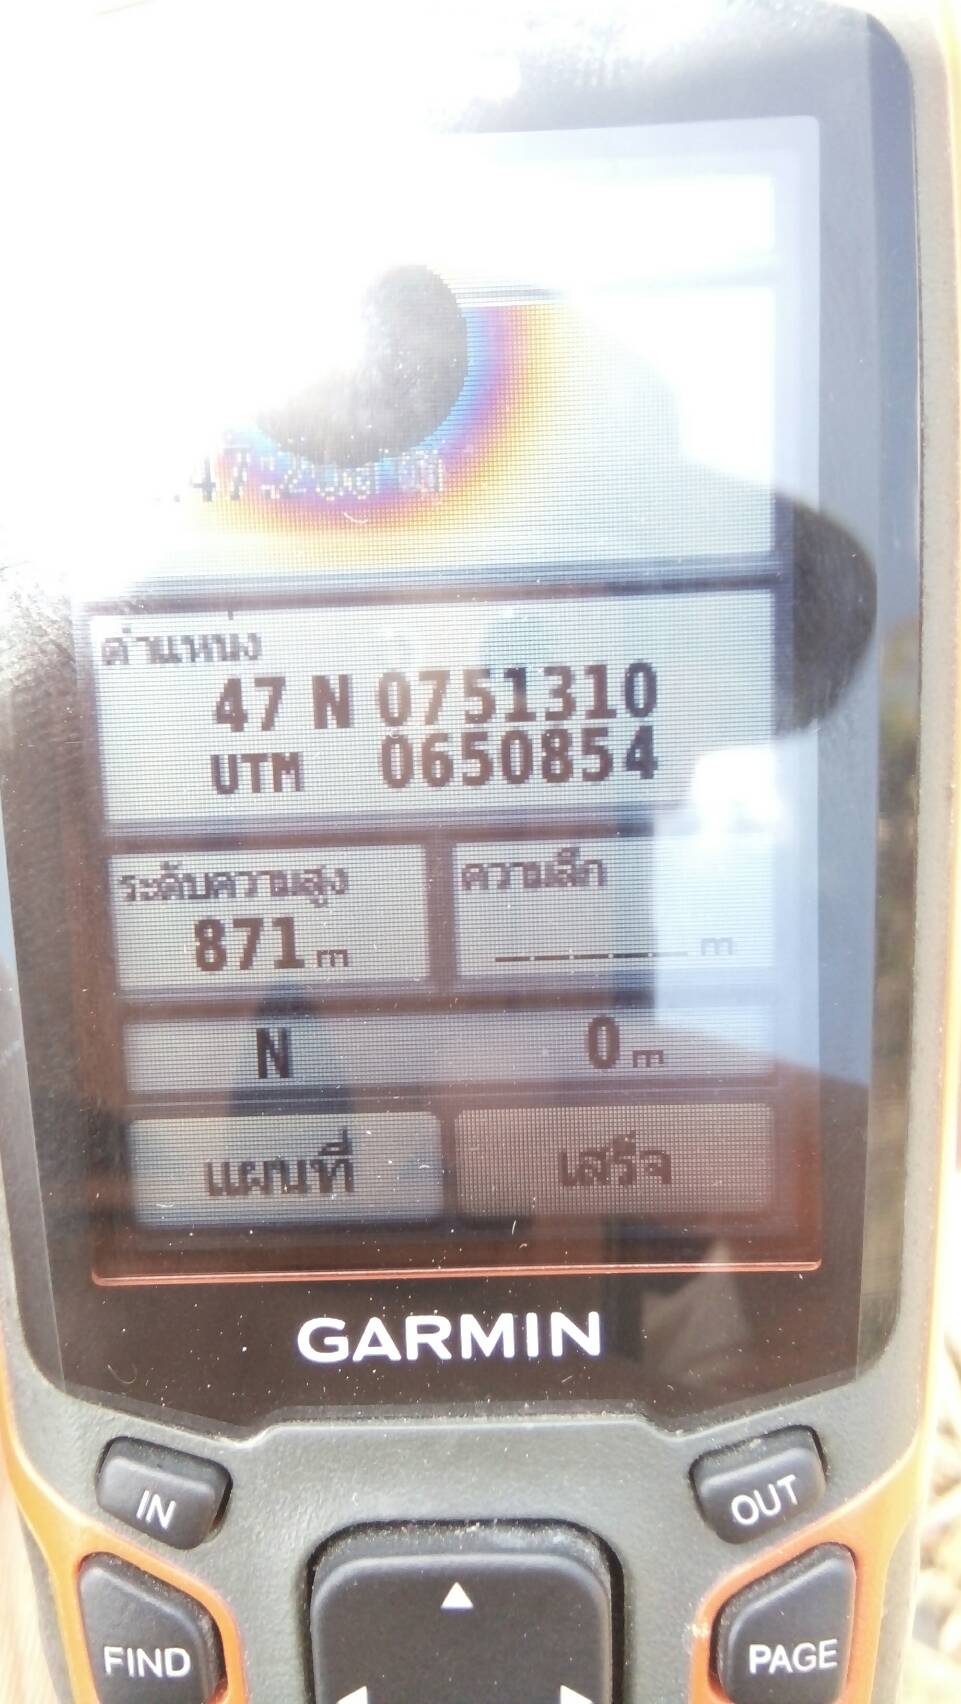 ตำแหน่ง
47 N 0751310
UTM 0650854
ระดับความสูง ความลึก
871 m _____ m
N 0 m
แผนที่ เสร็จ
GARMIN
IN OUT
FIND PAGE